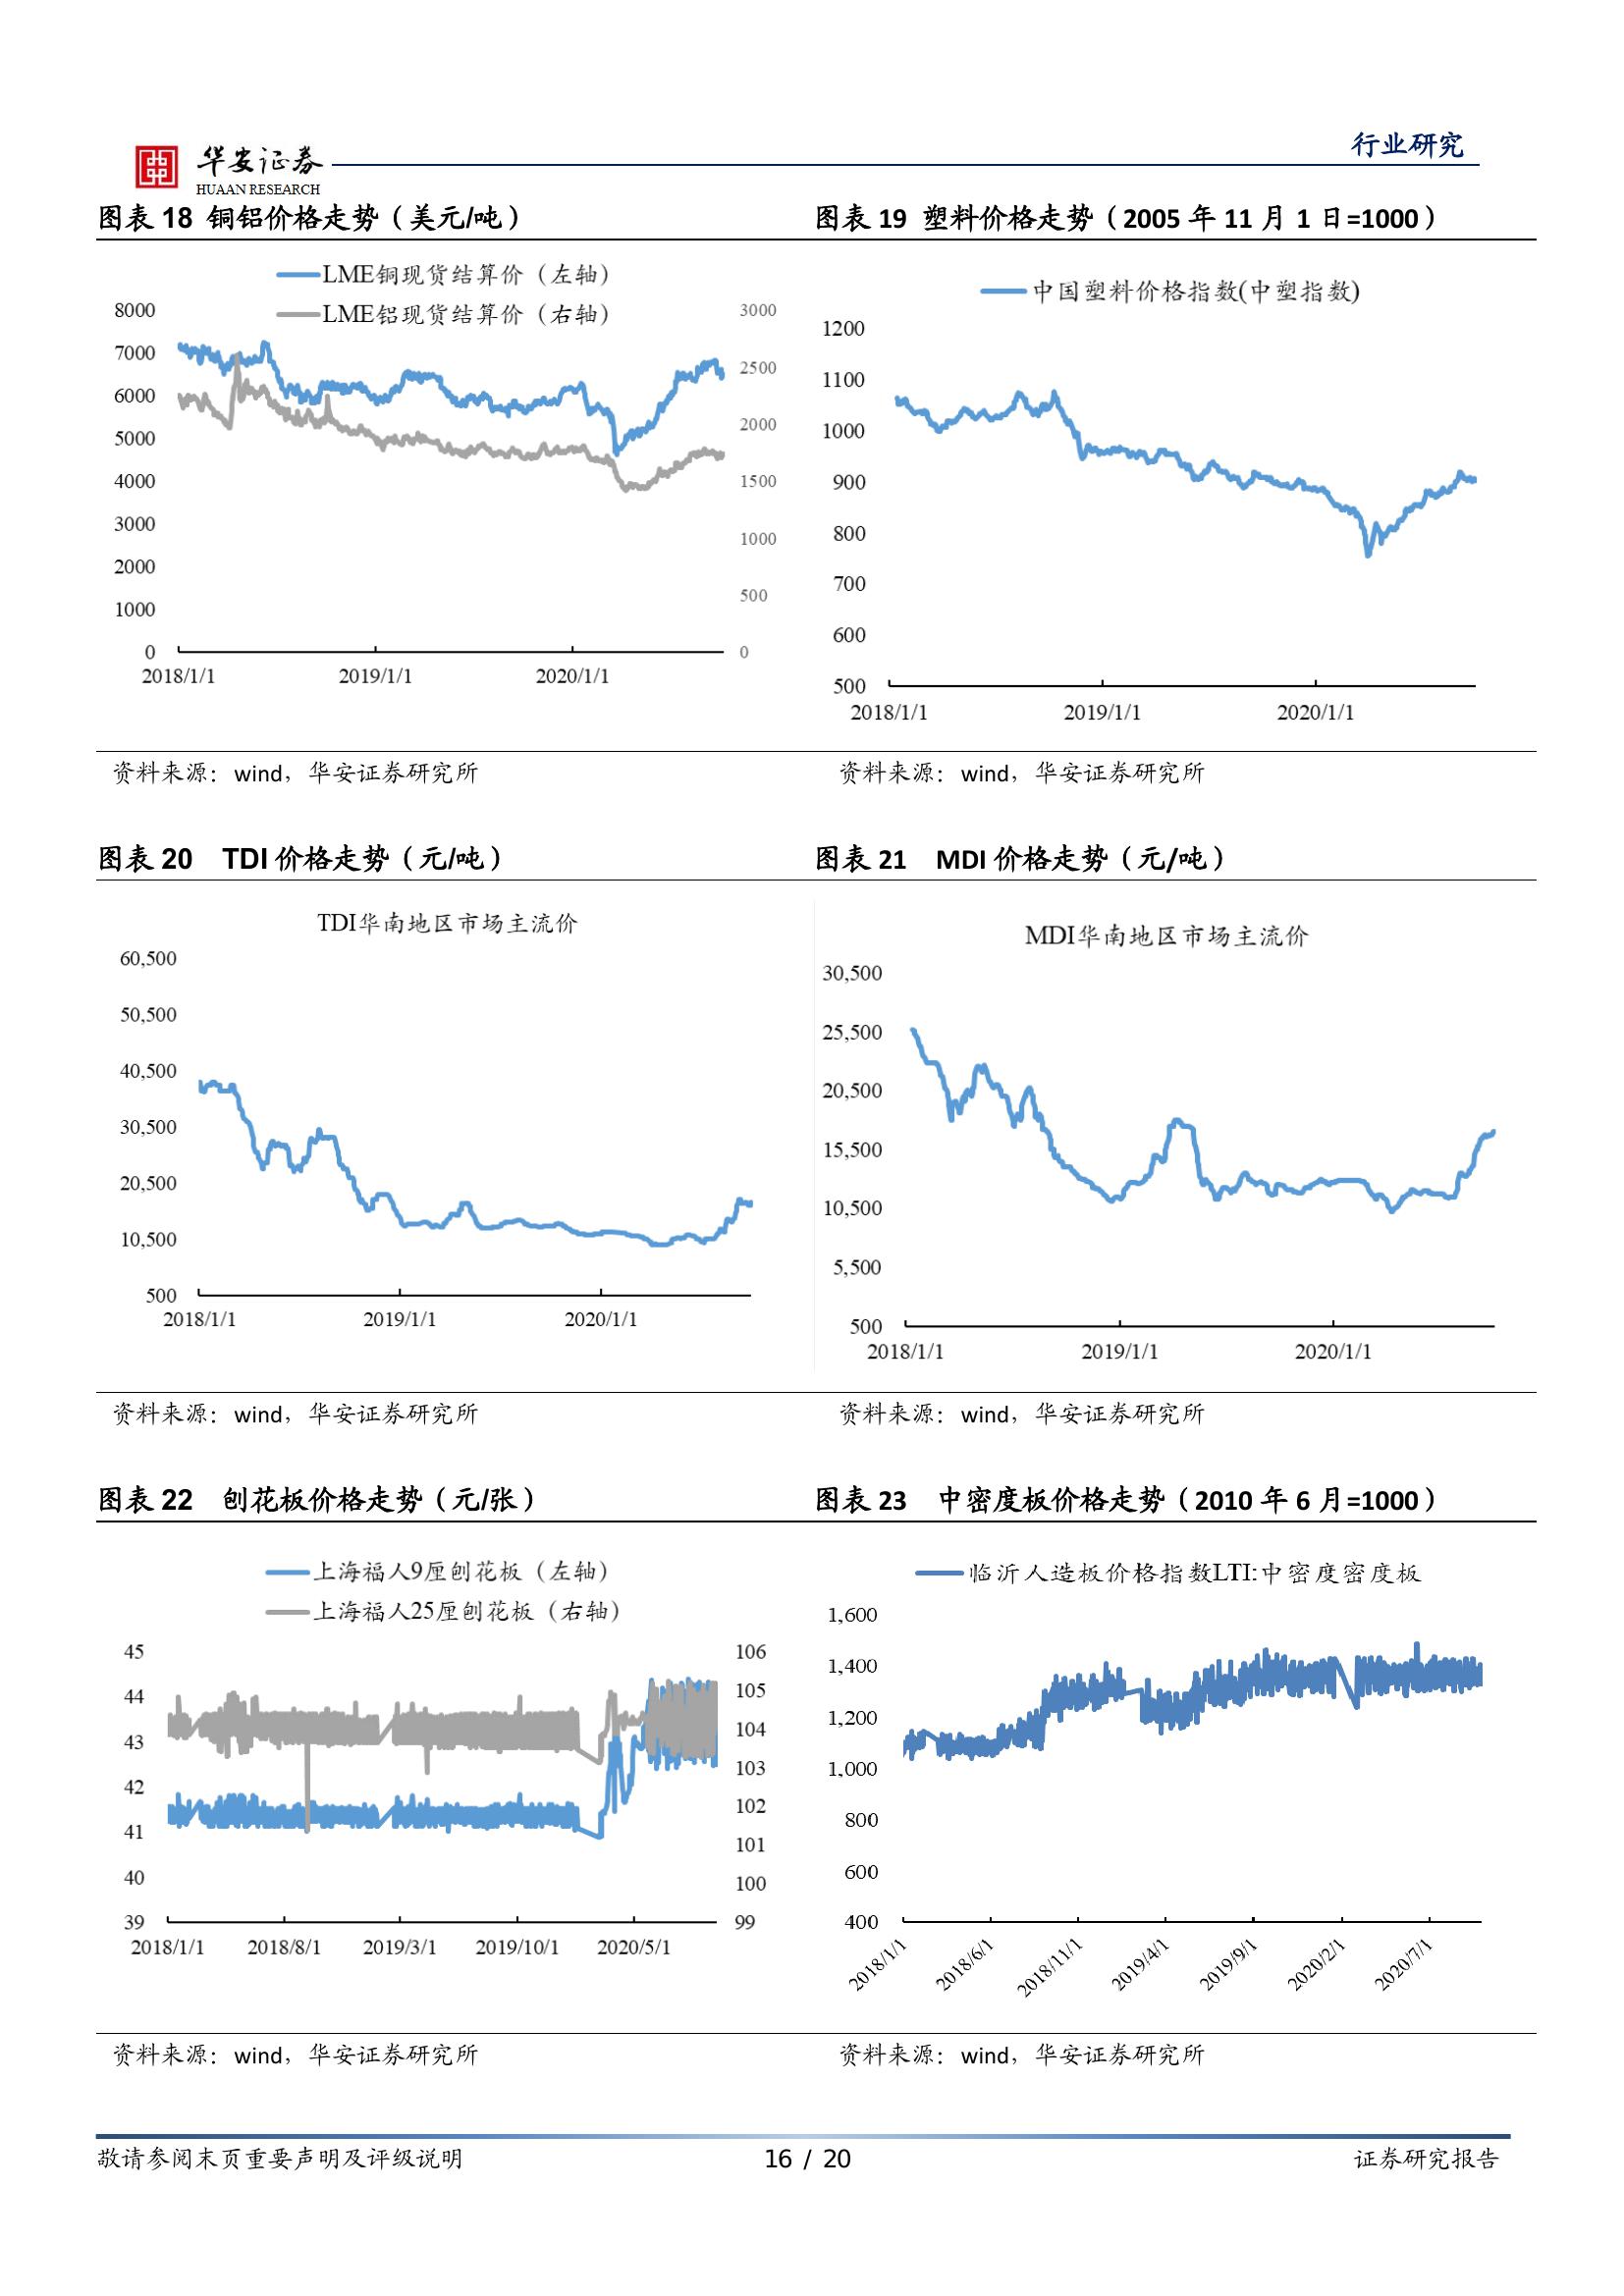 行业研究
华安证券
HUAAN RESEARCH
图表 18 铜铝价格走势（美元/吨）
LME铜现货结算价（左轴）
LME铝现货结算价（右轴）
8000
7000
6000
5000
4000
3000
2000
1000
0
3000
2500
2000
1500
1000
500
0
2018/1/1 2019/1/1 2020/1/1
资料来源：wind，华安证券研究所
图表 19 塑料价格走势（2005 年 11 月 1 日=1000）
中国塑料价格指数(中塑指数)
1200
1100
1000
900
800
700
600
500
2018/1/1 2019/1/1 2020/1/1
资料来源：wind，华安证券研究所
图表 20 TDI 价格走势（元/吨）
TDI华南地区市场主流价
60,500
50,500
40,500
30,500
20,500
10,500
500
2018/1/1 2019/1/1 2020/1/1
资料来源：wind，华安证券研究所
图表 21 MDI 价格走势（元/吨）
MDI华南地区市场主流价
30,500
25,500
20,500
15,500
10,500
5,500
500
2018/1/1 2019/1/1 2020/1/1
资料来源：wind，华安证券研究所
图表 22 刨花板价格走势（元/张）
上海福人9厘刨花板（左轴）
上海福人25厘刨花板（右轴）
45
44
43
42
41
40
39
106
105
104
103
102
101
100
99
2018/1/1 2018/8/1 2019/3/1 2019/10/1 2020/5/1
资料来源：wind，华安证券研究所
图表 23 中密度板价格走势（2010 年 6 月=1000）
临沂人造板价格指数LTI:中密度密度板
1,600
1,400
1,200
1,000
800
600
400
2018/1/1 2018/6/1 2018/11/1 2019/4/1 2019/9/1 2020/2/1 2020/7/1
资料来源：wind，华安证券研究所
敬请参阅末页重要声明及评级说明 16 / 20 证券研究报告